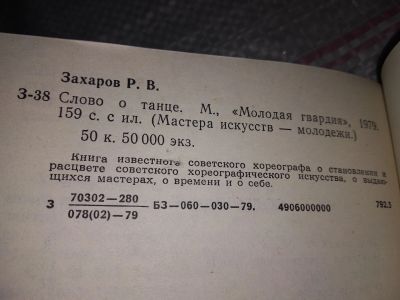 Захаров Р. В.
З-38 Слово о танце. М., «Молодая гвардия», 1979.
159 с. с ил. (Мастера искусств — молодежи.)
50 к. 50 000 экз.
Книга известного советского хореографа о становлении и
расцвете советского хореографического искусства, о выдаю-
щихся мастерах, о времени и о себе.
З 70302—280
078(02)—79 БЗ—060—030—79. 4906000000 792.5